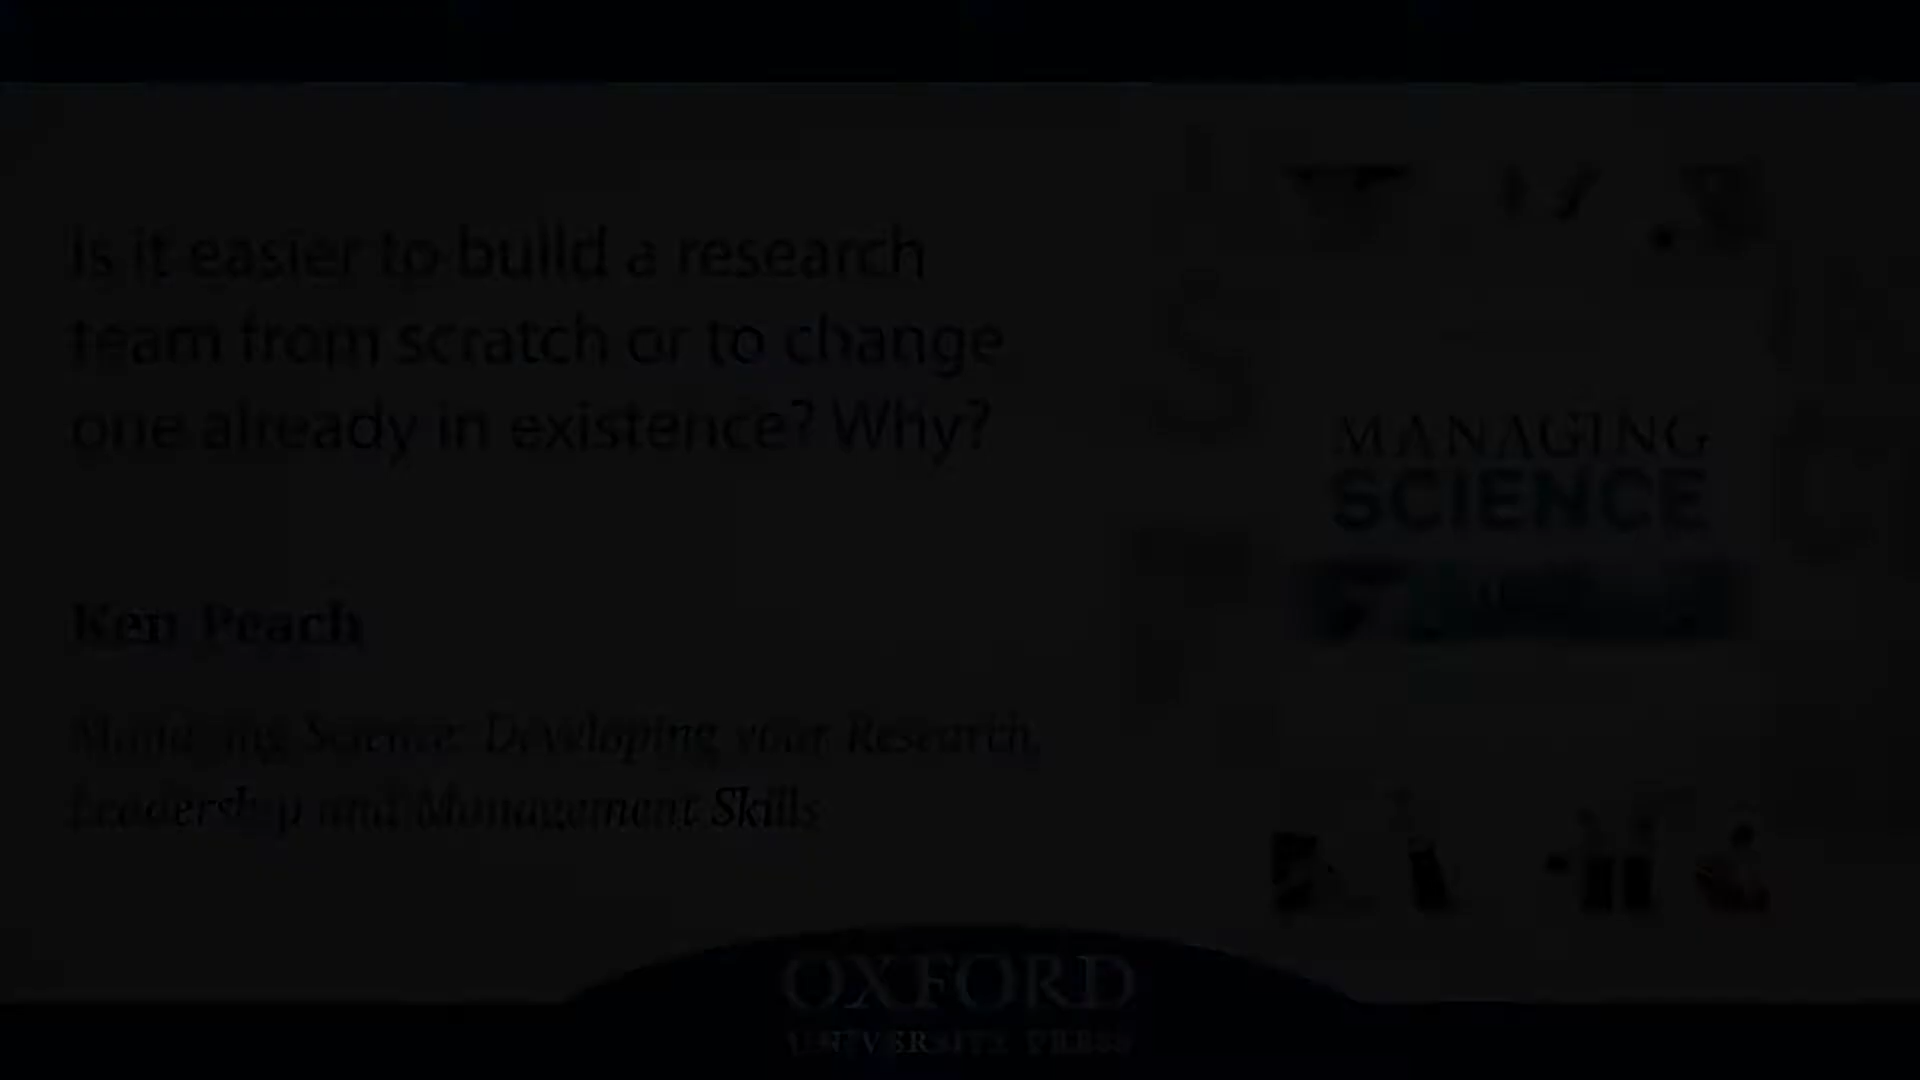 Is it easier to build a research
team from scratch or to change
one already in existence? Why?
Ken Peach
Managing Science: Developing your Research,
Leadership and Management Skills
MANAGING
SCIENCE
OXFORD
UNIVERSITY PRESS